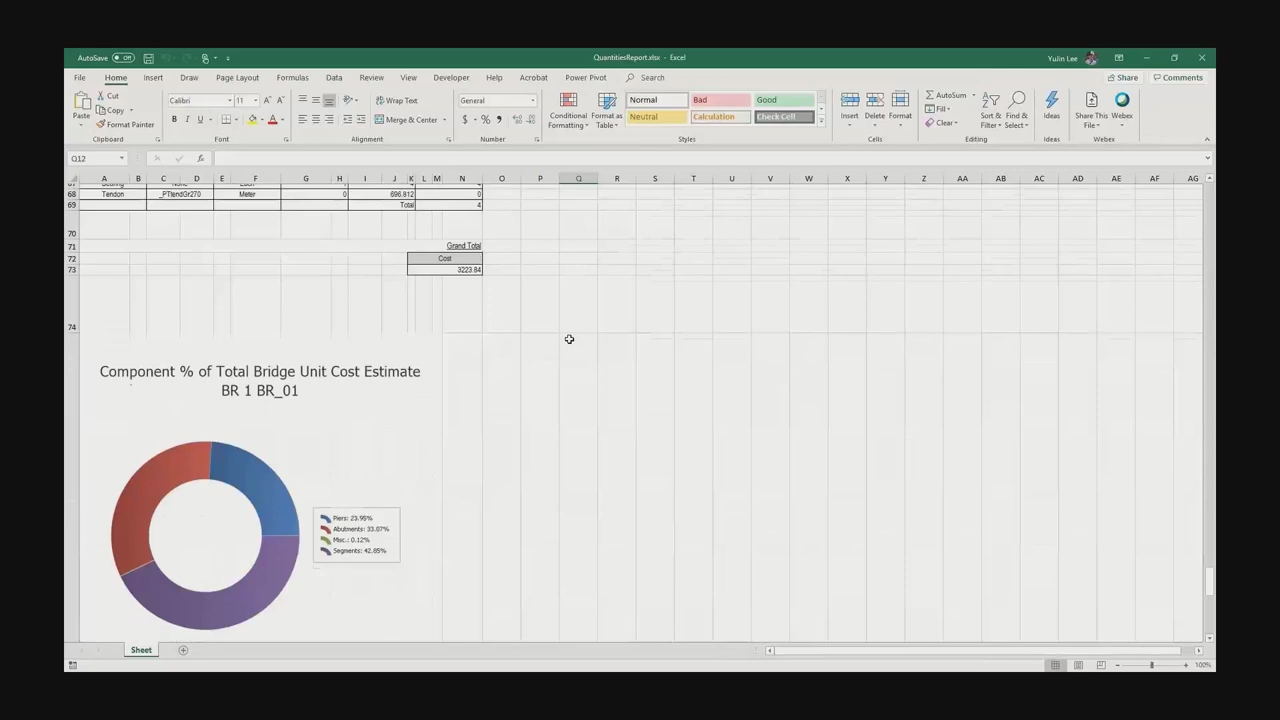 AutoSave Off
QuantitiesReport.xlsx - Excel
Yulin Lee
File Home Insert Draw Page Layout Formulas Data Review View Developer Help Acrobat Power Pivot Search Share Comments
Paste Cut Copy Format Painter
Calibri 11
B I U
Wrap Text
Merge & Center
General
$ % 9
Conditional Formatting Format as Table
Normal Bad Good
Neutral Calculation Check Cell
Insert Delete Format
AutoSum
Fill
Clear
Sort & Filter Find & Select
Ideas
Share This File
Webex
Clipboard Font Alignment Number Styles Cells Editing Ideas Webex Webex
Q12 fx
A B C D E F G H I J K L M N O P Q R S T U V W X Y Z AA AB AC AD AE AF AG
68 Tendon _PTtendGr270 Meter 0 696.812 0
69 Total 4
70
71 Grand Total
72 Cost
73 3223.84
74
Component % of Total Bridge Unit Cost Estimate
BR 1 BR_01
Piers: 23.95%
Abutments: 33.07%
Misc.: 0.12%
Segments: 42.85%
Sheet
100%